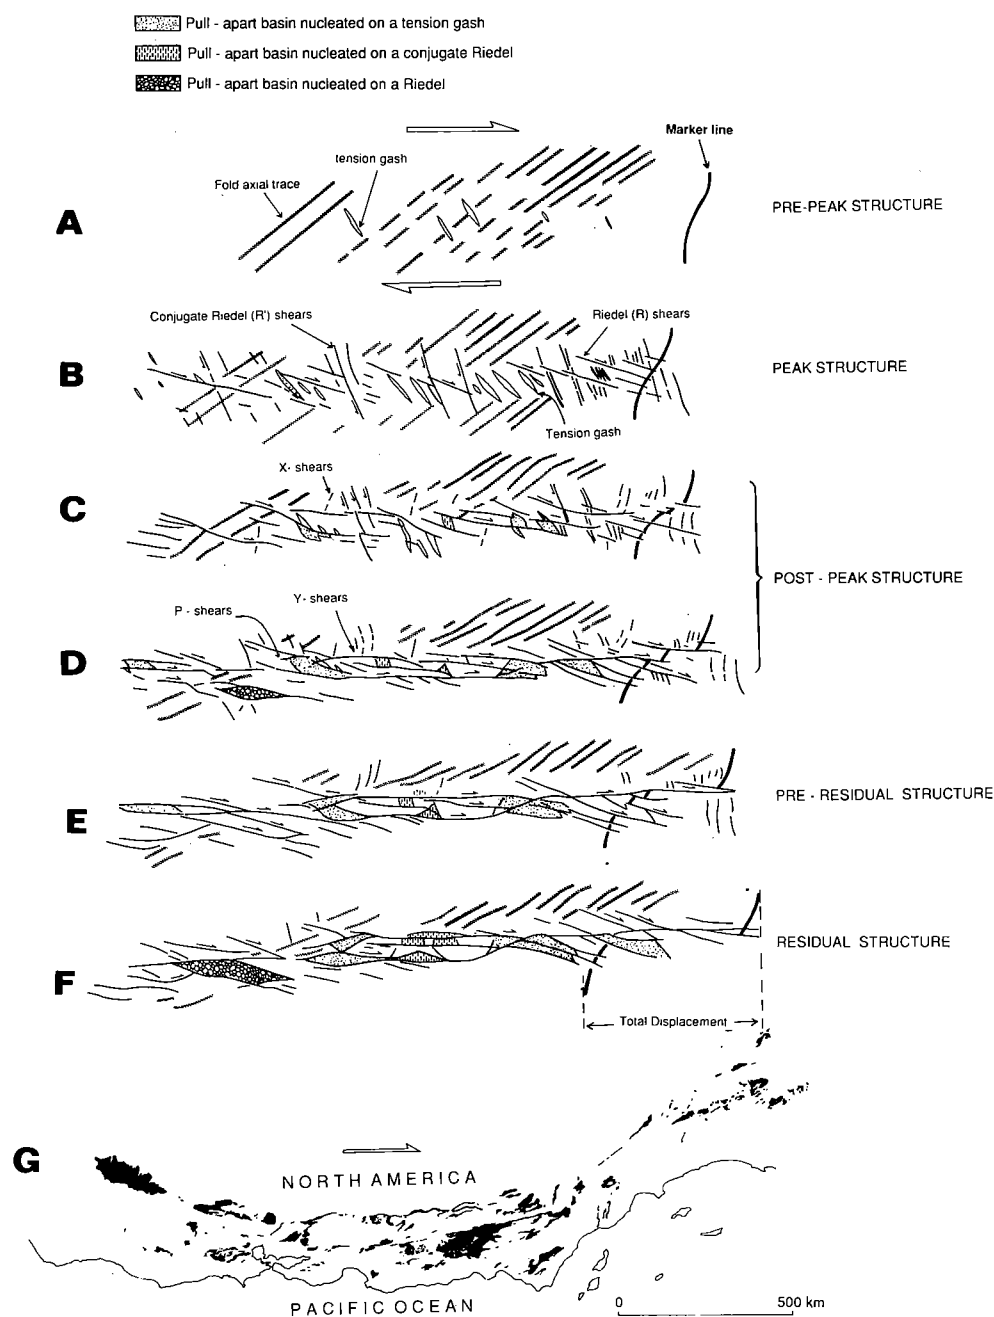 Pull - apart basin nucleated on a tension gash
Pull - apart basin nucleated on a conjugate Riedel
Pull - apart basin nucleated on a Riedel
Marker line
tension gash
Fold axial trace
A
PRE-PEAK STRUCTURE
Conjugate Riedel (R') shears
Riedel (R) shears
B
PEAK STRUCTURE
Tension gash
X- shears
C
POST - PEAK STRUCTURE
Y- shears
P - shears
D
E
PRE - RESIDUAL STRUCTURE
F
RESIDUAL STRUCTURE
Total Displacement
G
NORTH AMERICA
PACIFIC OCEAN
0 500 km